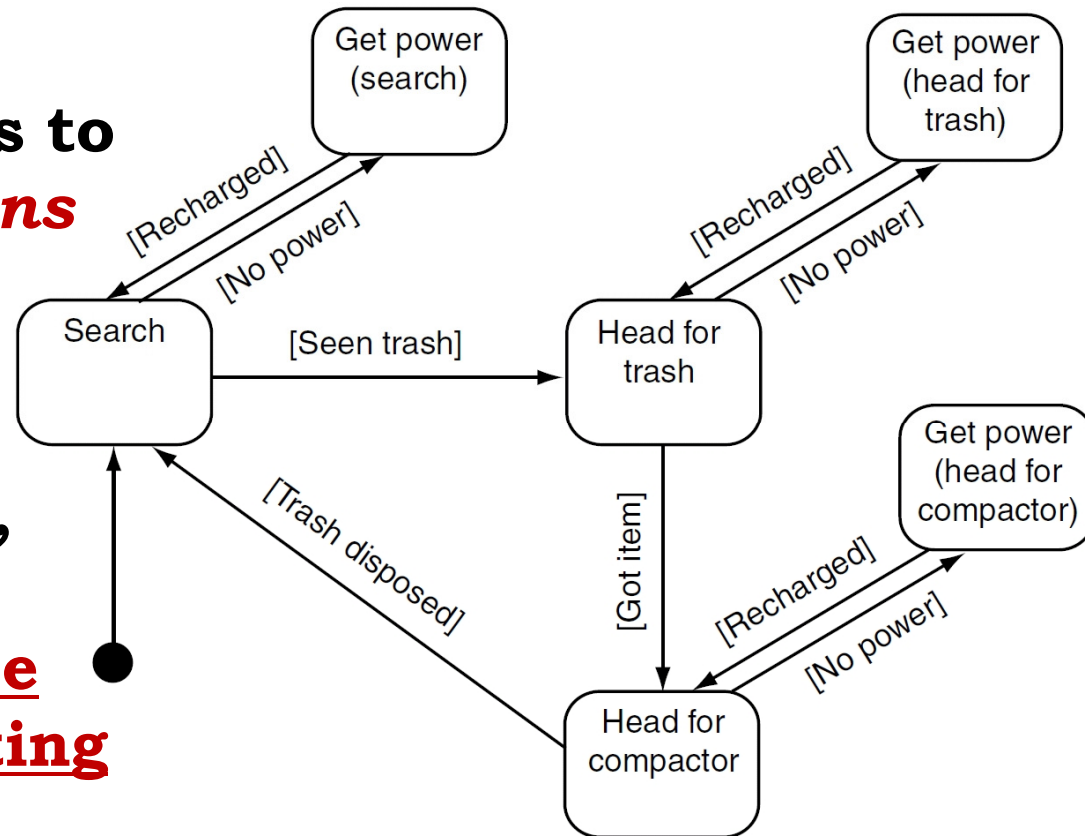 s to
ns
,
e
ting
Get power
(search)
Get power
(head for
trash)
[Recharged]
[No power]
[Recharged]
[No power]
Search
[Seen trash]
Head for
trash
Get power
(head for
compactor)
[Trash disposed]
[Got item]
[Recharged]
[No power]
Head for
compactor